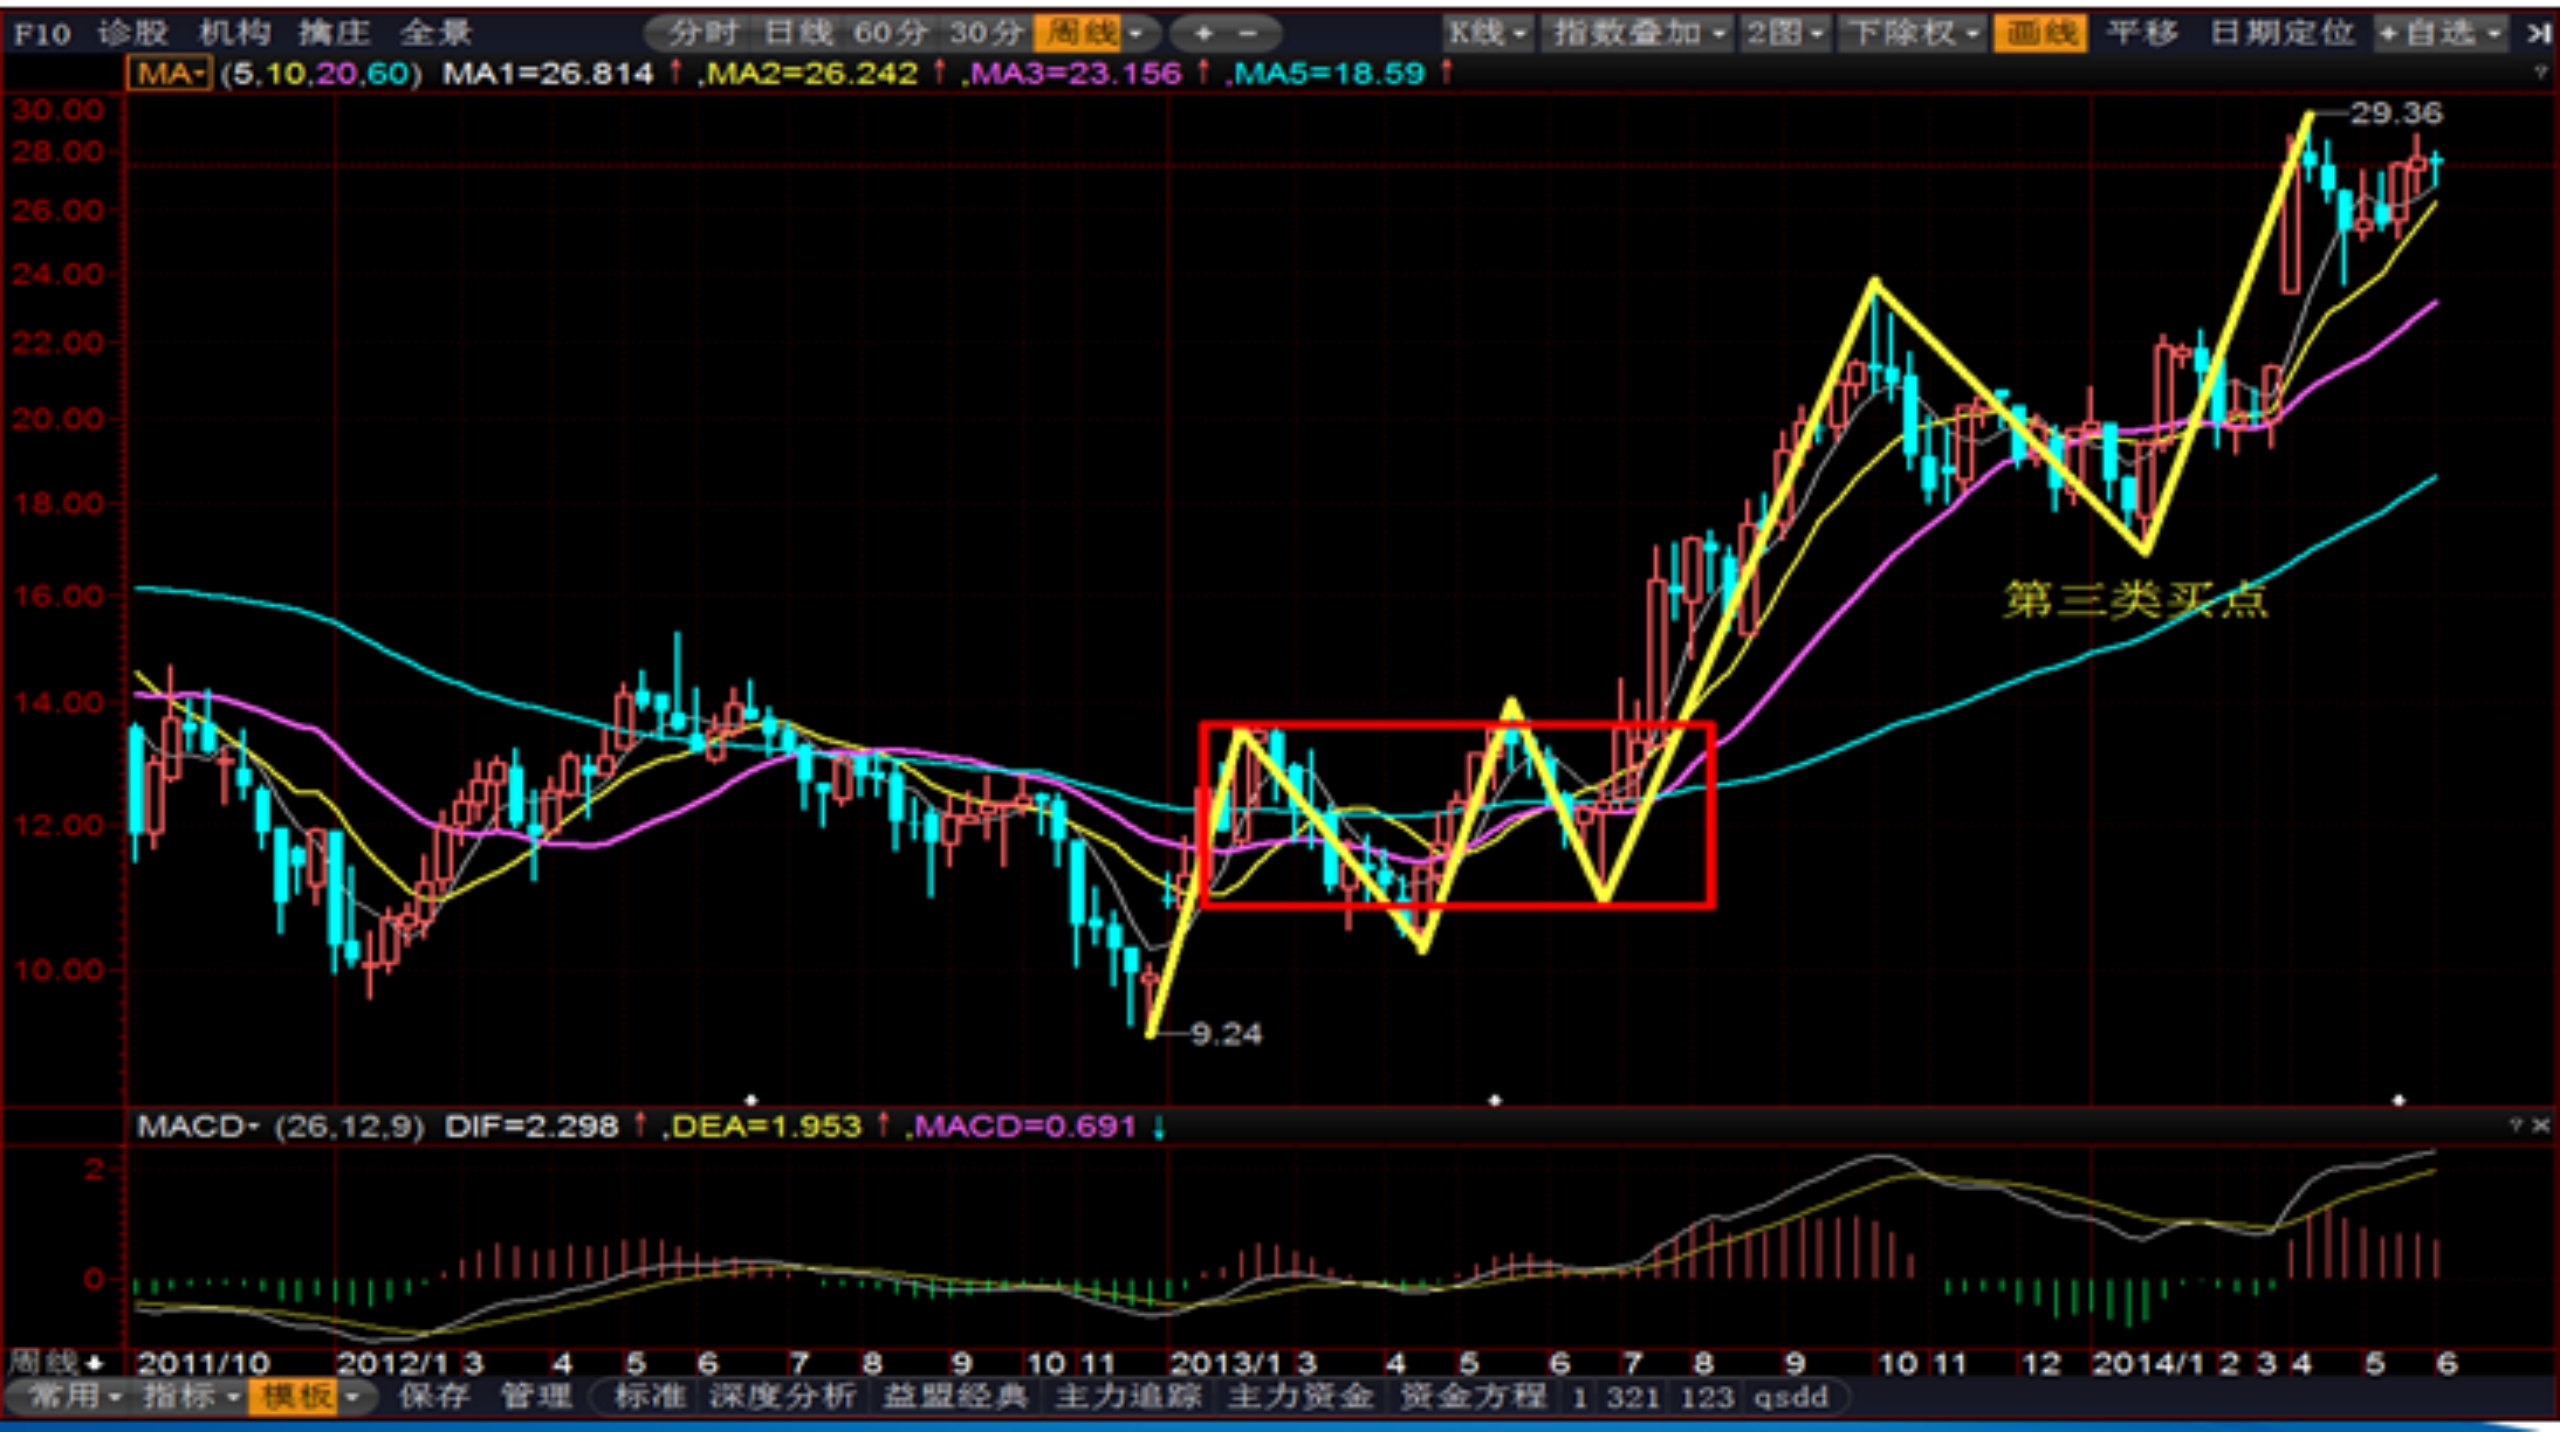 F10 诊股 机构 擒庄 全景 分时 日线 60分 30分 周线 + - K线 指数叠加 2图 下除权 画线 平移 日期定位 +自选
MA (5,10,20,60) MA1=26.814 ↑ ,MA2=26.242 ↑ ,MA3=23.156 ↑ ,MA5=18.59 ↑ ?
30.00
29.36
28.00
26.00
24.00
22.00
20.00
18.00
16.00
第三类买点
14.00
12.00
10.00
9.24
MACD (26,12,9) DIF=2.298 ↑ ,DEA=1.953 ↑ ,MACD=0.691 ↓ ? ×
2
0
周线 2011/10 2012/1 3 4 5 6 7 8 9 10 11 2013/1 3 4 5 6 7 8 9 10 11 12 2014/1 2 3 4 5 6
常用 指标 模板 保存 管理 标准 深度分析 益盟经典 主力追踪 主力资金 资金方程 1 321 123 qsdd